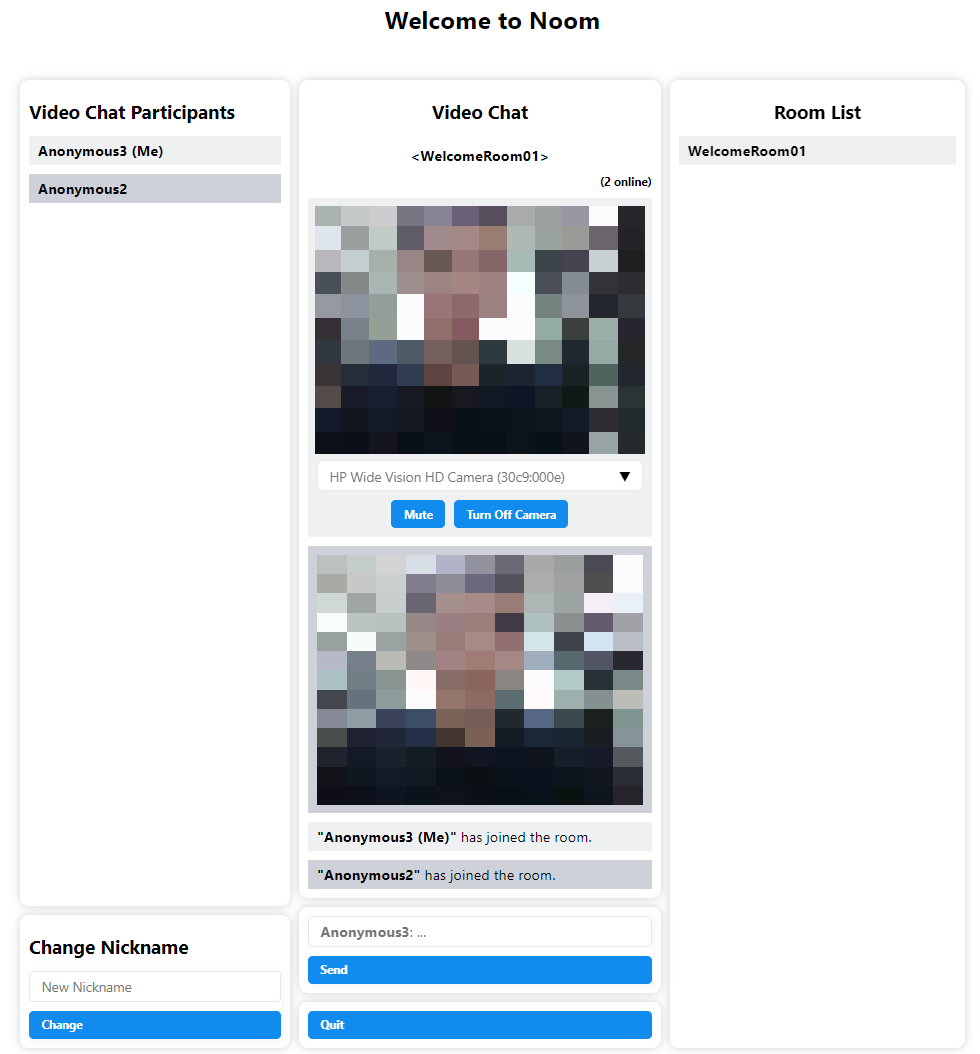 Welcome to Noom
Video Chat Participants
Anonymous3 (Me)
Anonymous2
Change Nickname
New Nickname
Change
Video Chat
<WelcomeRoom01>
(2 online)
HP Wide Vision HD Camera (30c9:000e)
Mute
Turn Off Camera
"Anonymous3 (Me)" has joined the room.
"Anonymous2" has joined the room.
Anonymous3: ...
Send
Quit
Room List
WelcomeRoom01